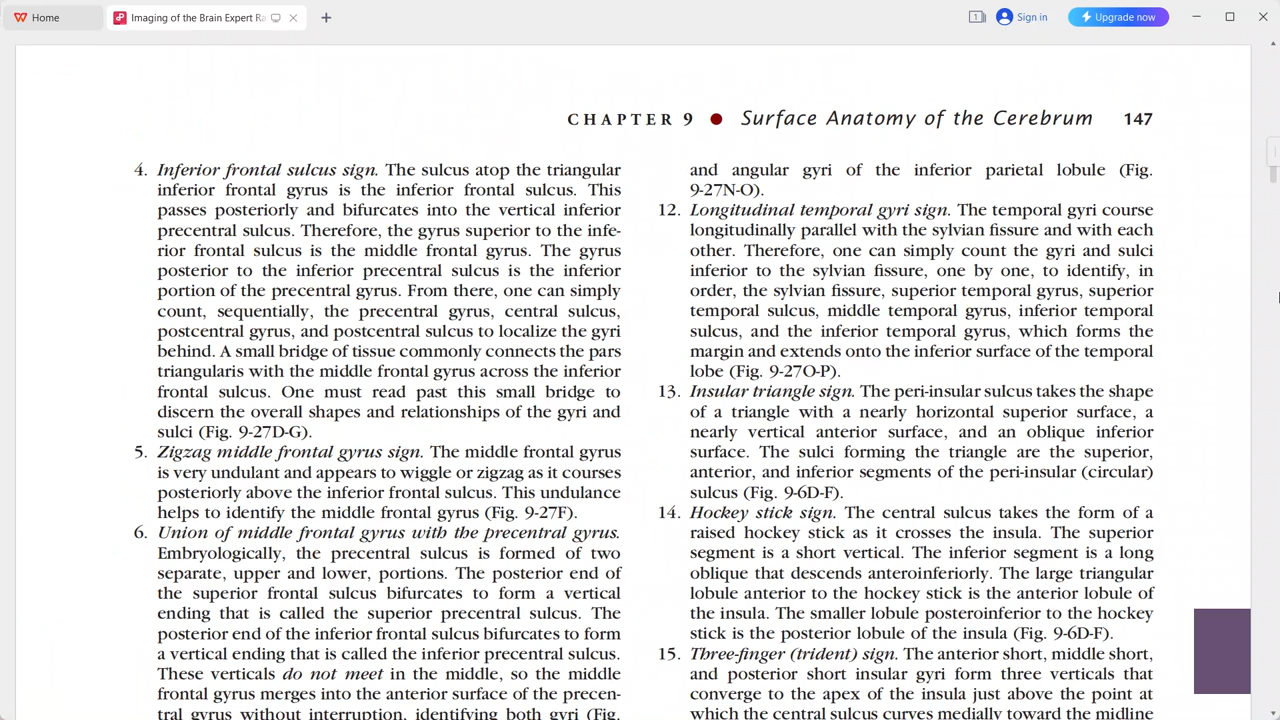 Home
Imaging of the Brain Expert Ra
Sign in
Upgrade now
CHAPTER 9 ● Surface Anatomy of the Cerebrum 147
4. Inferior frontal sulcus sign. The sulcus atop the triangular
inferior frontal gyrus is the inferior frontal sulcus. This
passes posteriorly and bifurcates into the vertical inferior
precentral sulcus. Therefore, the gyrus superior to the infe-
rior frontal sulcus is the middle frontal gyrus. The gyrus
posterior to the inferior precentral sulcus is the inferior
portion of the precentral gyrus. From there, one can simply
count, sequentially, the precentral gyrus, central sulcus,
postcentral gyrus, and postcentral sulcus to localize the gyri
behind. A small bridge of tissue commonly connects the pars
triangularis with the middle frontal gyrus across the inferior
frontal sulcus. One must read past this small bridge to
discern the overall shapes and relationships of the gyri and
sulci (Fig. 9-27D-G).
5. Zigzag middle frontal gyrus sign. The middle frontal gyrus
is very undulant and appears to wiggle or zigzag as it courses
posteriorly above the inferior frontal sulcus. This undulance
helps to identify the middle frontal gyrus (Fig. 9-27F).
6. Union of middle frontal gyrus with the precentral gyrus.
Embryologically, the precentral sulcus is formed of two
separate, upper and lower, portions. The posterior end of
the superior frontal sulcus bifurcates to form a vertical
ending that is called the superior precentral sulcus. The
posterior end of the inferior frontal sulcus bifurcates to form
a vertical ending that is called the inferior precentral sulcus.
These verticals do not meet in the middle, so the middle
frontal gyrus merges into the anterior surface of the precen-
tral gyrus without interruption, identifying both gyri (Fig.
and angular gyri of the inferior parietal lobule (Fig.
9-27N-O).
12. Longitudinal temporal gyri sign. The temporal gyri course
longitudinally parallel with the sylvian fissure and with each
other. Therefore, one can simply count the gyri and sulci
inferior to the sylvian fissure, one by one, to identify, in
order, the sylvian fissure, superior temporal gyrus, superior
temporal sulcus, middle temporal gyrus, inferior temporal
sulcus, and the inferior temporal gyrus, which forms the
margin and extends onto the inferior surface of the temporal
lobe (Fig. 9-27O-P).
13. Insular triangle sign. The peri-insular sulcus takes the shape
of a triangle with a nearly horizontal superior surface, a
nearly vertical anterior surface, and an oblique inferior
surface. The sulci forming the triangle are the superior,
anterior, and inferior segments of the peri-insular (circular)
sulcus (Fig. 9-6D-F).
14. Hockey stick sign. The central sulcus takes the form of a
raised hockey stick as it crosses the insula. The superior
segment is a short vertical. The inferior segment is a long
oblique that descends anteroinferiorly. The large triangular
lobule anterior to the hockey stick is the anterior lobule of
the insula. The smaller lobule posteroinferior to the hockey
stick is the posterior lobule of the insula (Fig. 9-6D-F).
15. Three-finger (trident) sign. The anterior short, middle short,
and posterior short insular gyri form three verticals that
converge to the apex of the insula just above the point at
which the central sulcus curves medially toward the midline